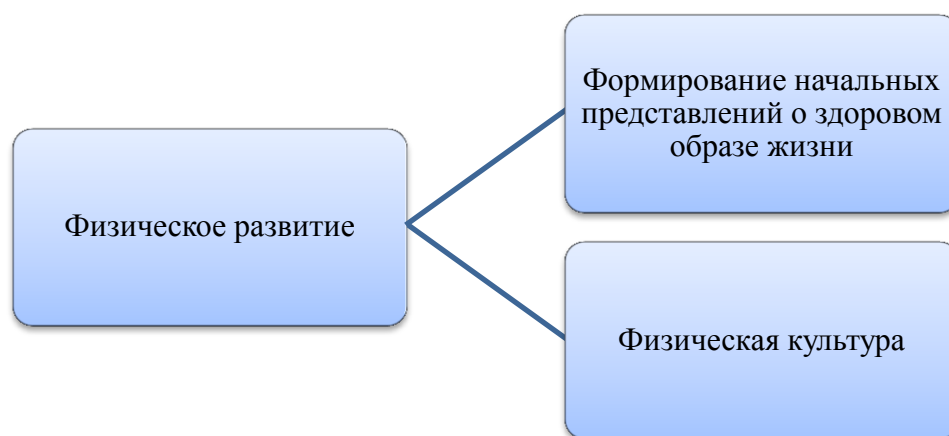 Физическое развитие
Формирование начальных
представлений о здоровом
образе жизни
Физическая культура